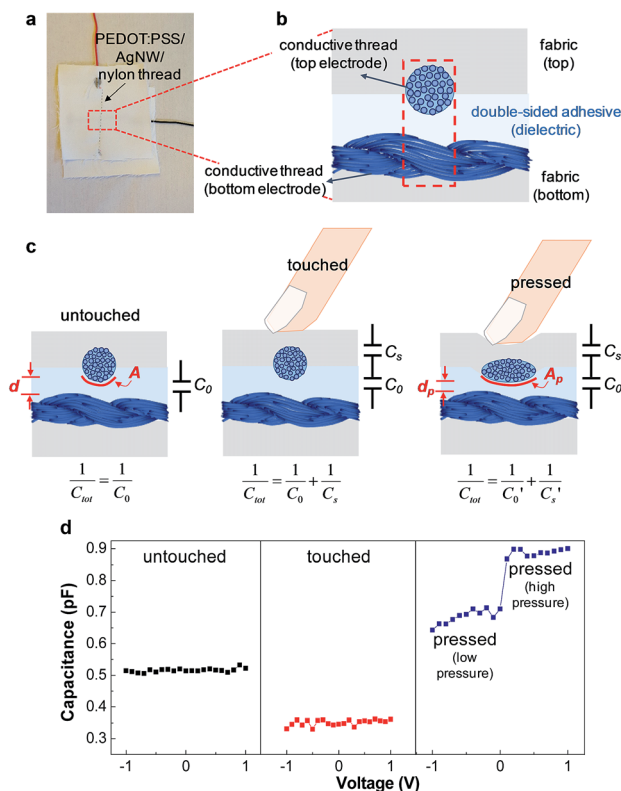 a
PEDOT:PSS/
AgNW/
nylon thread
b
conductive thread
(top electrode)
fabric
(top)
double-sided adhesive
(dielectric)
conductive thread
(bottom electrode)
fabric
(bottom)
c
untouched
touched
pressed
d
A
C0
Cs
C0
dp
Ap
Cs
C0
1/Ctot = 1/C0
1/Ctot = 1/C0 + 1/Cs
1/Ctot = 1/C0' + 1/Cs'
d
Capacitance (pF)
0.9
0.8
0.7
0.6
0.5
0.4
0.3
untouched
touched
pressed
(high
pressure)
pressed
(low
pressure)
-1 0 1 -1 0 1 -1 0 1
Voltage (V)